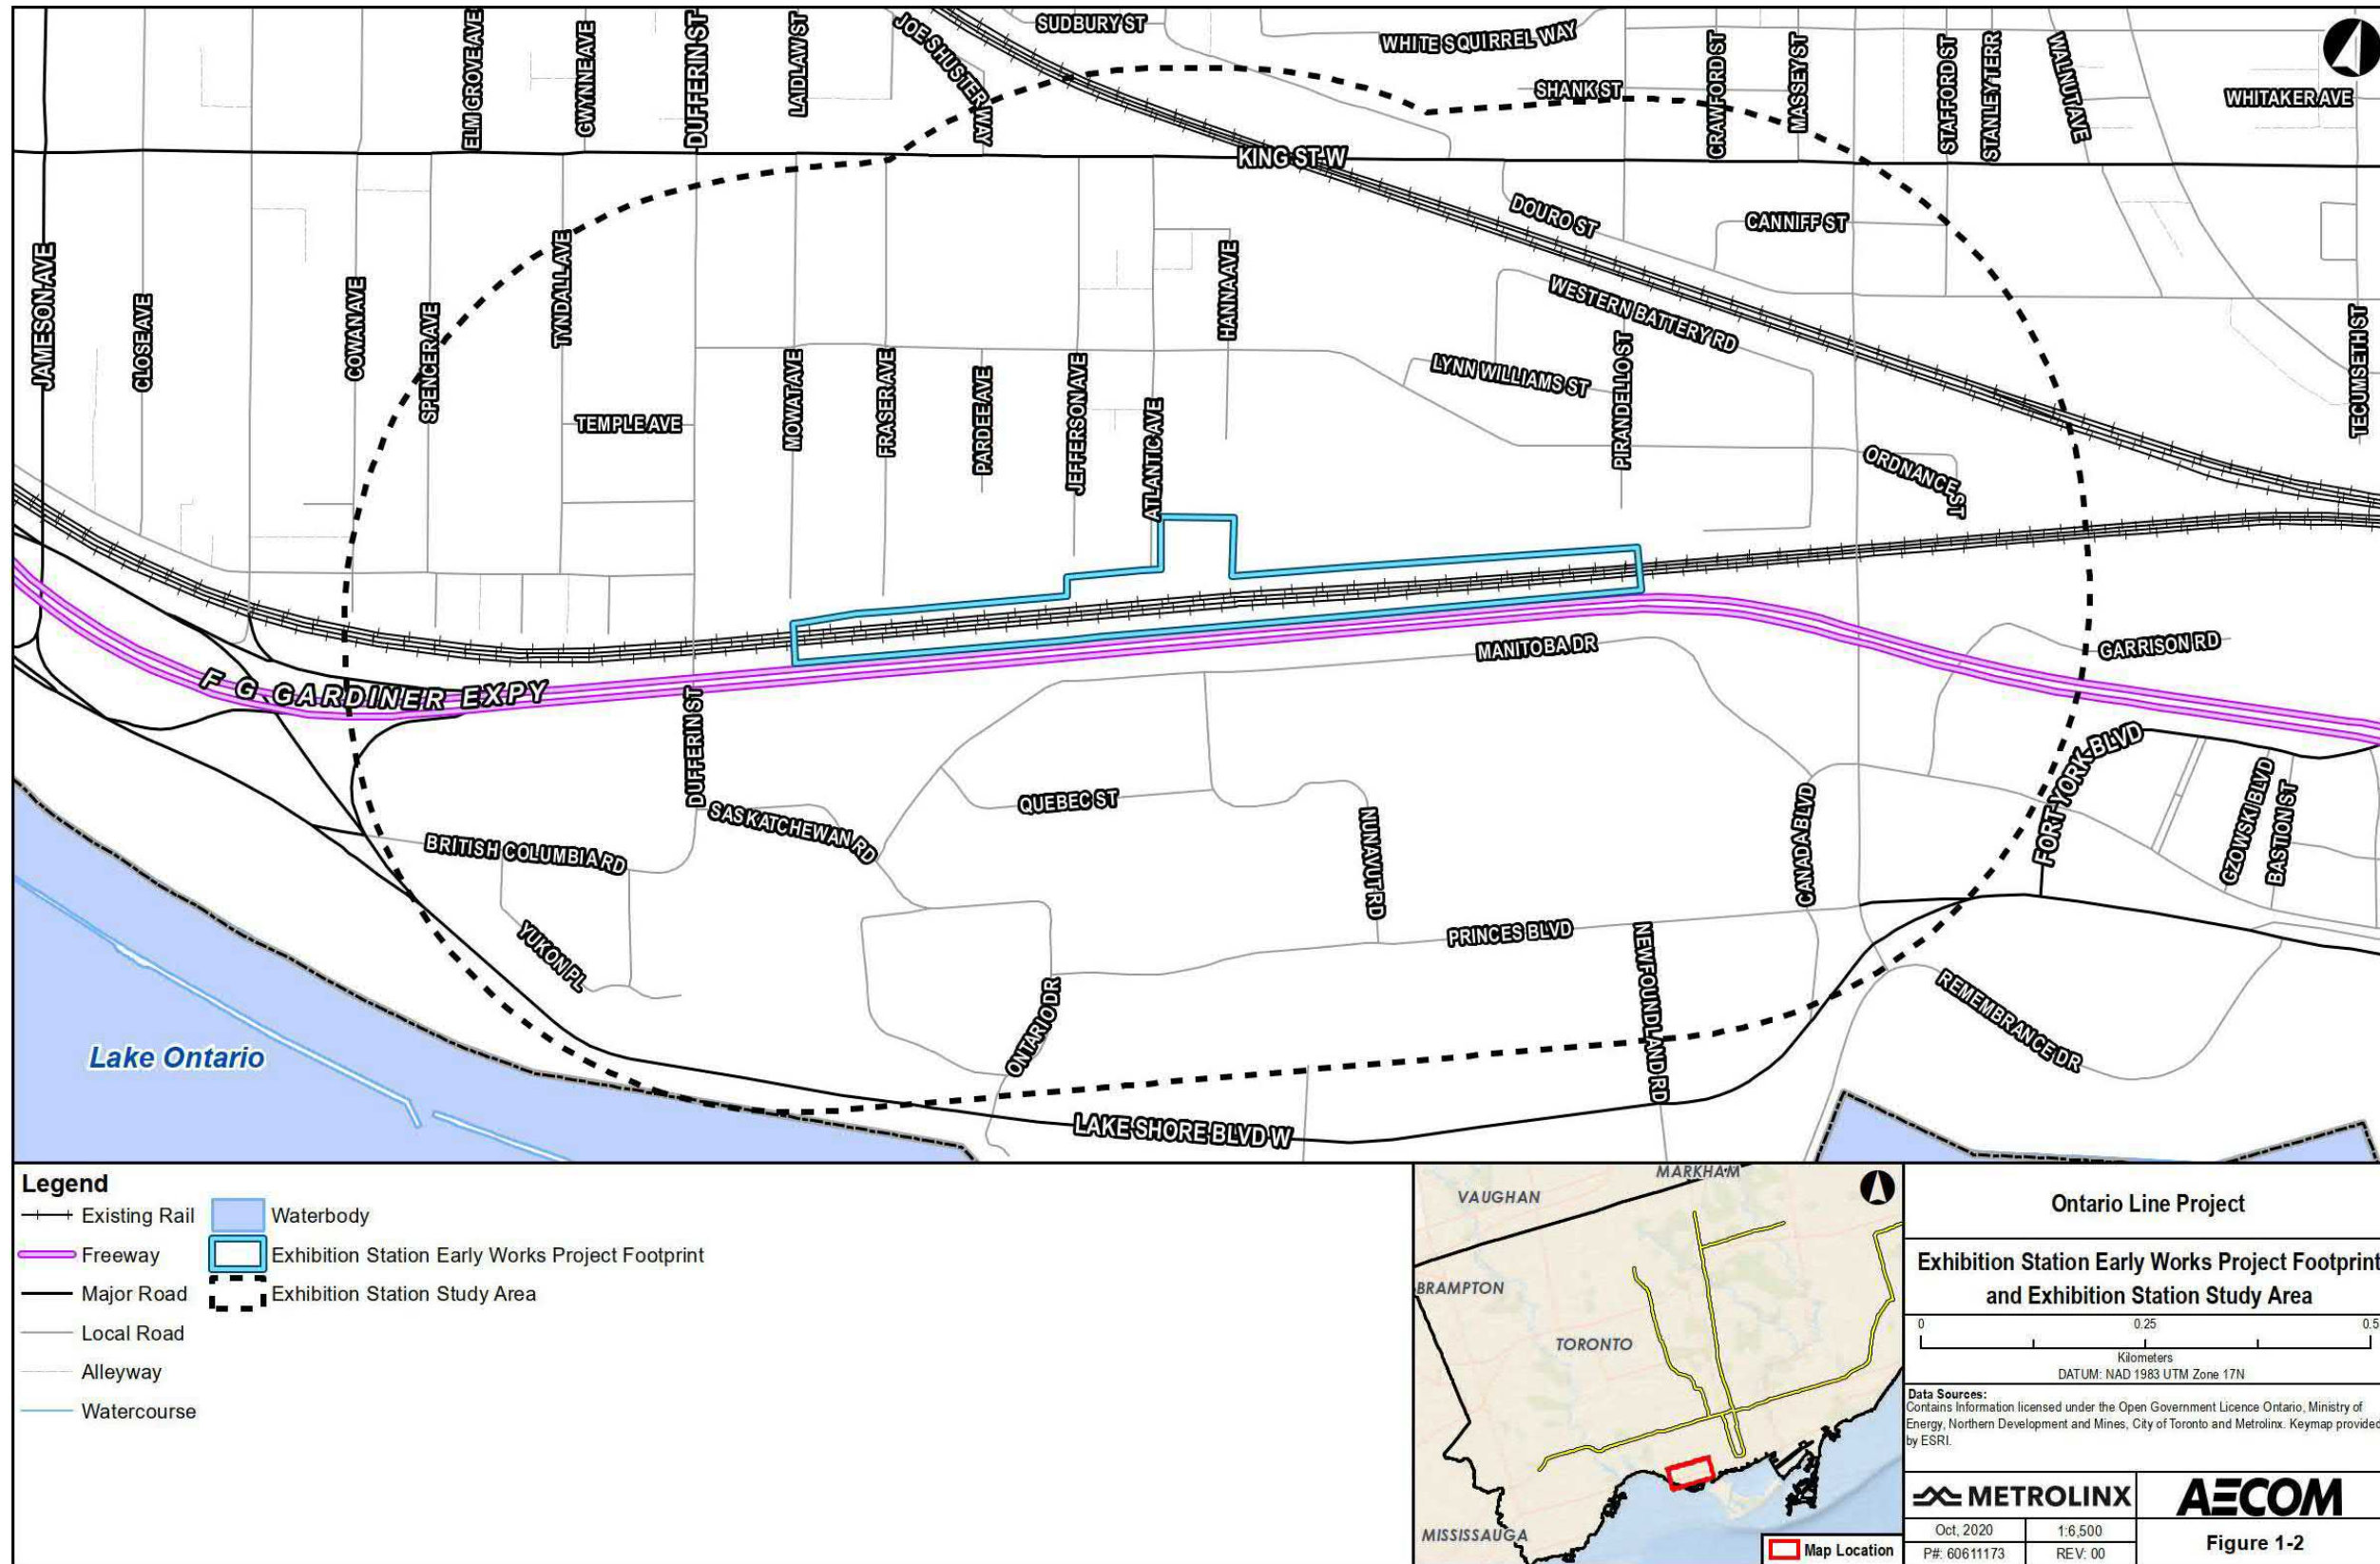 SUDBURY ST
WHITE SQUIRREL WAY
JOE SHUSTER WAY
ELM GROVE AVE
GWYNNE AVE
DUFFERIN ST
LAIDLAW ST
SHANK ST
CRAWFORD ST
MASSEY ST
STAFFORD ST
STANLEY TERR
WALNUT AVE
WHITAKER AVE
KING ST W
DOURO ST
CANNIFF ST
JAMESON AVE
CLOSE AVE
COWAN AVE
SPENCER AVE
TYNDALL AVE
HANNA AVE
WESTERN BATTERY RD
LYNN WILLIAMS ST
PIRANDELLO ST
TECUMSETH ST
TEMPLE AVE
MOWAT AVE
FRASER AVE
PARDEE AVE
JEFFERSON AVE
ATLANTIC AVE
ORDNANCE ST
MANITOBA DR
GARRISON RD
F G GARDINER EXPY
DUFFERIN ST
FORT YORK BLVD
GZOWSKI BLVD
BASTION ST
QUEBEC ST
SASKATCHEWAN RD
BRITISH COLUMBIA RD
NUNAVUT RD
CANADA BLVD
YUKON PL
PRINCES BLVD
NEWFOUNDLAND RD
ONTARIO DR
REMEMBRANCE DR
Lake Ontario
LAKE SHORE BLVD W
Legend
Existing Rail
Freeway
Major Road
Local Road
Alleyway
Watercourse
Waterbody
Exhibition Station Early Works Project Footprint
Exhibition Station Study Area
MARKHAM
VAUGHAN
BRAMPTON
TORONTO
MISSISSAUGA
Map Location
Ontario Line Project
Exhibition Station Early Works Project Footprint
and Exhibition Station Study Area
0 0.25 0.5
Kilometers
DATUM: NAD 1983 UTM Zone 17N
Data Sources:
Contains Information licensed under the Open Government Licence Ontario, Ministry of
Energy, Northern Development and Mines, City of Toronto and Metrolinx. Keymap provided
by ESRI.
METROLINX
AECOM
Oct, 2020
1:6,500
P#: 60611173
REV: 00
Figure 1-2